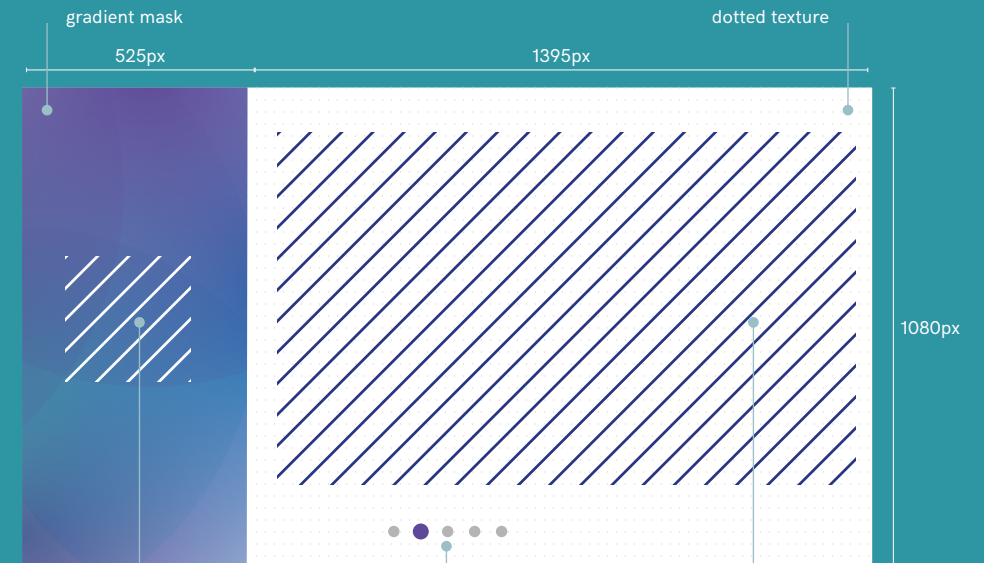 gradient mask
dotted texture
525px
1395px
1080px